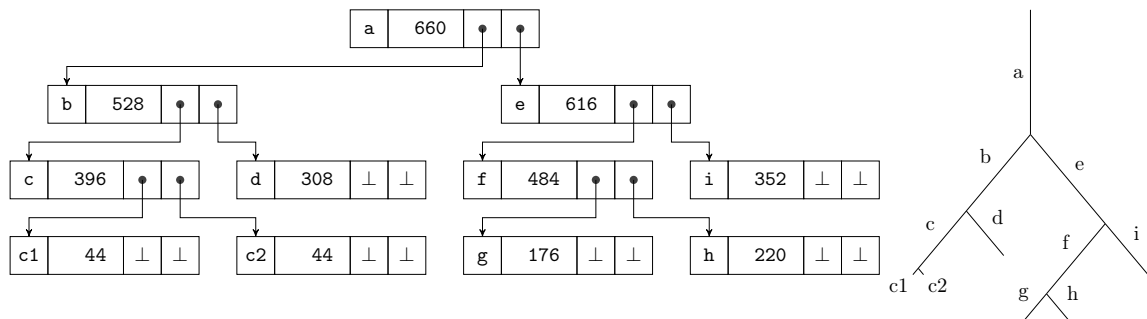 a 660
b 528 e 616
c 396 d 308 ⊥ ⊥ f 484 i 352 ⊥ ⊥
c1 44 ⊥ ⊥ c2 44 ⊥ ⊥ g 176 ⊥ ⊥ h 220 ⊥ ⊥
a
b e
c d f i
c1 c2 g h